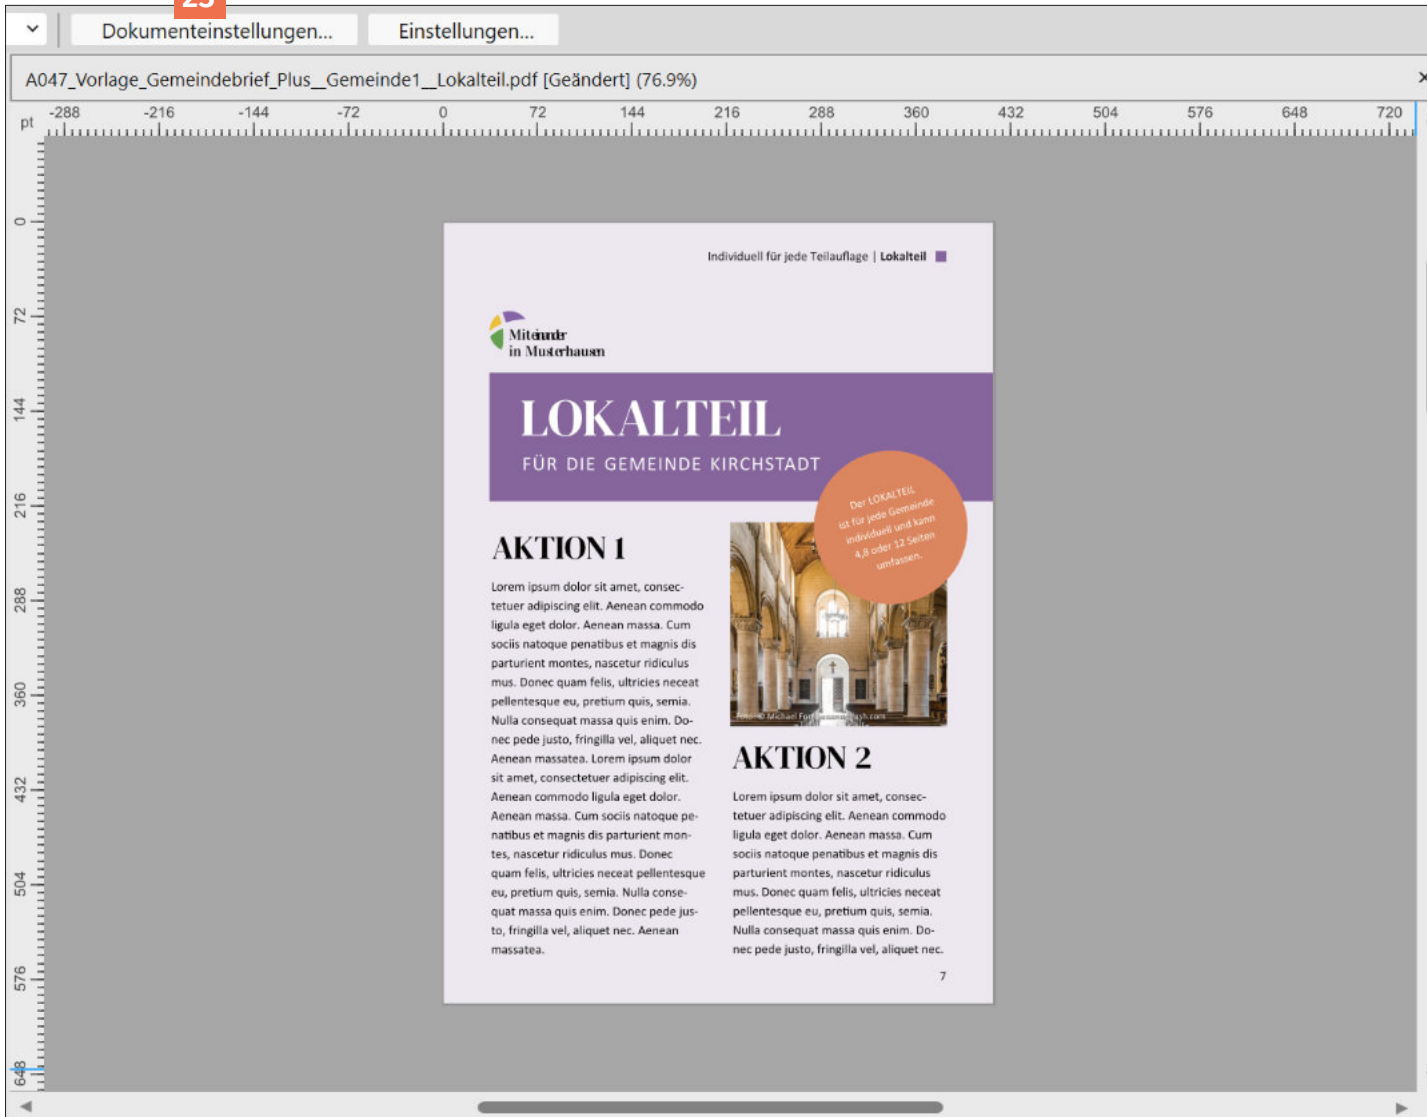 25
Dokumenteinstellungen...
Einstellungen...
A047_Vorlage_Gemeindebrief_Plus__Gemeinde1__Lokalteil.pdf [Geändert] (76.9%)
pt
-288 -216 -144 -72 0 72 144 216 288 360 432 504 576 648 720
0
72
144
216
288
360
432
504
576
648
Individuell für jede Teilauflage | Lokalteil
Miteinander
in Musterhausen
LOKALTEIL
FÜR DIE GEMEINDE KIRCHSTADT
Der LOKALTEIL
ist für jede Gemeinde
individuell und kann
4,8 oder 12 Seiten
umfassen.
AKTION 1
Lorem ipsum dolor sit amet, consec-
tetuer adipiscing elit. Aenean commodo
ligula eget dolor. Aenean massa. Cum
sociis natoque penatibus et magnis dis
parturient montes, nascetur ridiculus
mus. Donec quam felis, ultricies neceat
pellentesque eu, pretium quis, semia.
Nulla consequat massa quis enim. Do-
nec pede justo, fringilla vel, aliquet nec.
Aenean massatea. Lorem ipsum dolor
sit amet, consectetuer adipiscing elit.
Aenean commodo ligula eget dolor.
Aenean massa. Cum sociis natoque pe-
natibus et magnis dis parturient mon-
tes, nascetur ridiculus mus. Donec
quam felis, ultricies neceat pellentesque
eu, pretium quis, semia. Nulla conse-
quat massa quis enim. Donec pede jus-
to, fringilla vel, aliquet nec. Aenean
massatea.
Foto: © Michael
AKTION 2
Lorem ipsum dolor sit amet, consec-
tetuer adipiscing elit. Aenean commodo
ligula eget dolor. Aenean massa. Cum
sociis natoque penatibus et magnis dis
parturient montes, nascetur ridiculus
mus. Donec quam felis, ultricies neceat
pellentesque eu, pretium quis, semia.
Nulla consequat massa quis enim. Do-
nec pede justo, fringilla vel, aliquet nec.
7